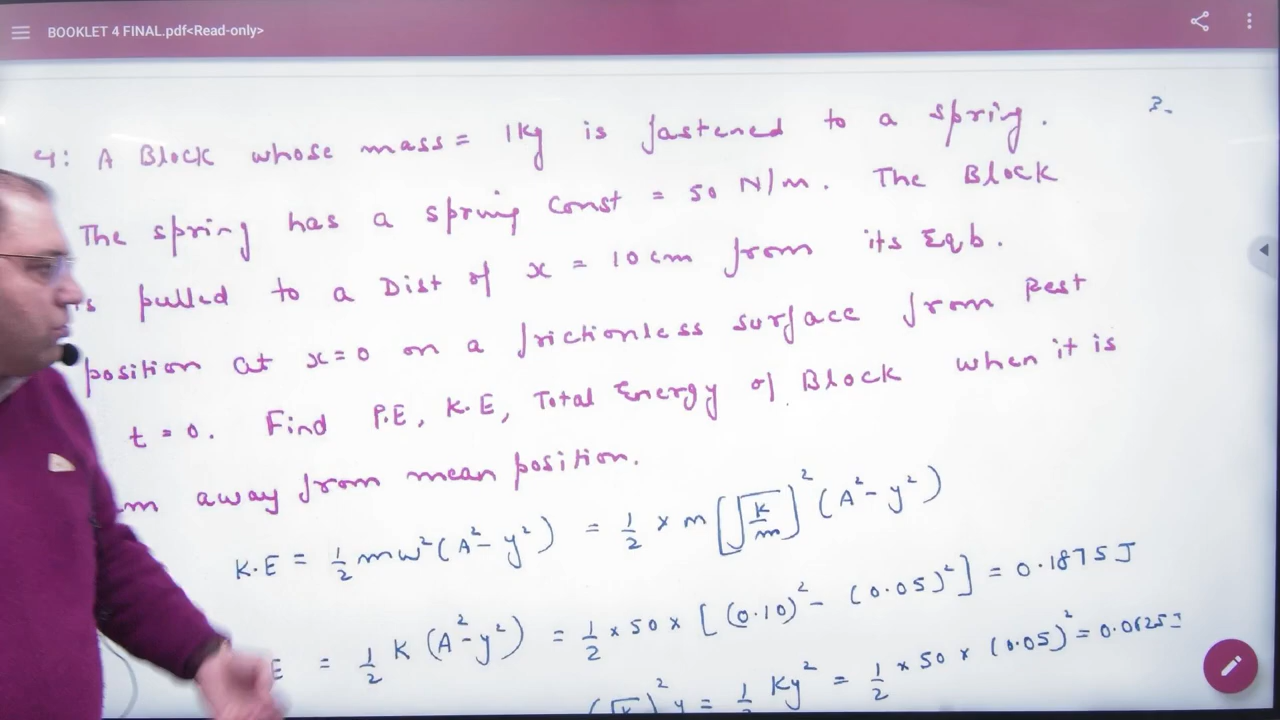 BOOKLET 4 FINAL.pdf<Read-only>
4: A Block whose mass = 1kg is fastened to a spring.
The spring has a spring const = 50 N/m. The Block
pulled to a Dist of x = 10 cm from its Eqb.
position at x=0 on a frictionless surface from rest
t = 0. Find P.E, K.E, Total Energy of Block when it is
away from mean position.
K.E = 1/2 mω²(A²- y²) = 1/2 × m [√(k/m)]² (A²- y²)
E = 1/2 K (A²- y²) = 1/2 × 50 × [(0.10)² - (0.05)²] = 0.1875 J
= 1/2 Ky² = 1/2 × 50 × (0.05)² = 0.0625J